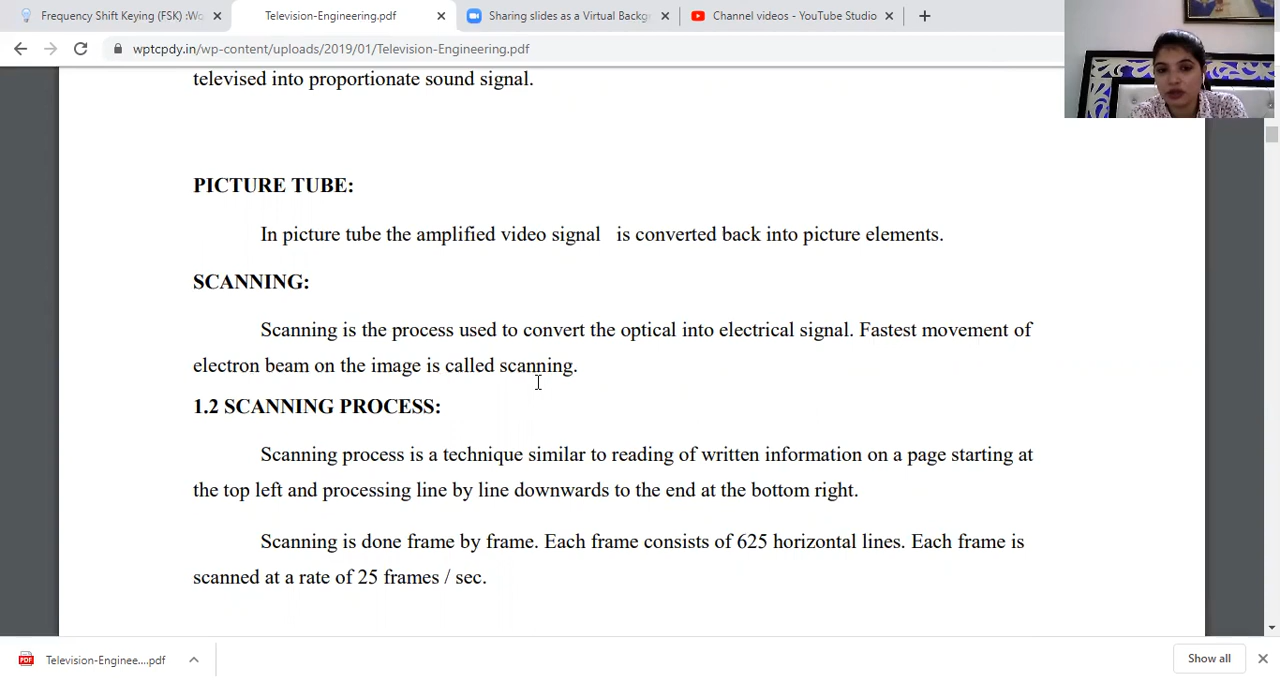 Frequency Shift Keying (FSK) :Wo
Television-Engineering.pdf
Sharing slides as a Virtual Backg
Channel videos - YouTube Studio
wptcpdy.in/wp-content/uploads/2019/01/Television-Engineering.pdf
televised into proportionate sound signal.
PICTURE TUBE:
In picture tube the amplified video signal is converted back into picture elements.
SCANNING:
Scanning is the process used to convert the optical into electrical signal. Fastest movement of
electron beam on the image is called scanning.
1.2 SCANNING PROCESS:
Scanning process is a technique similar to reading of written information on a page starting at
the top left and processing line by line downwards to the end at the bottom right.
Scanning is done frame by frame. Each frame consists of 625 horizontal lines. Each frame is
scanned at a rate of 25 frames / sec.
PDF
Television-Enginee....pdf
Show all